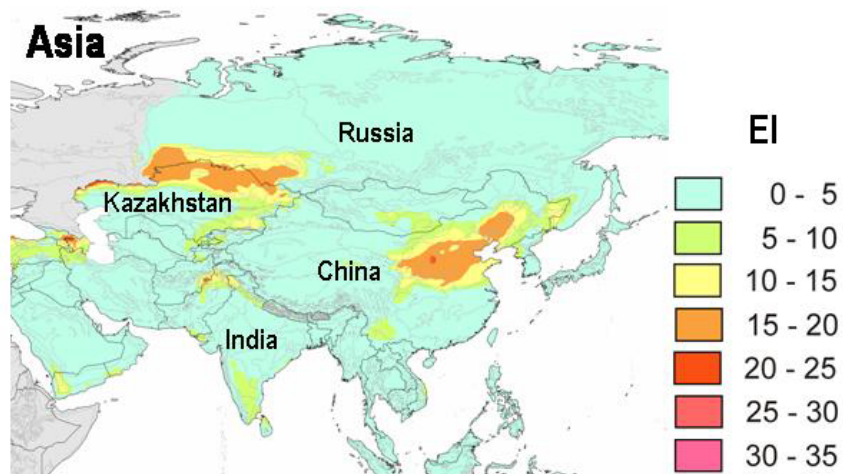 Asia
Russia
Kazakhstan
China
India
EI
0 - 5
5 - 10
10 - 15
15 - 20
20 - 25
25 - 30
30 - 35